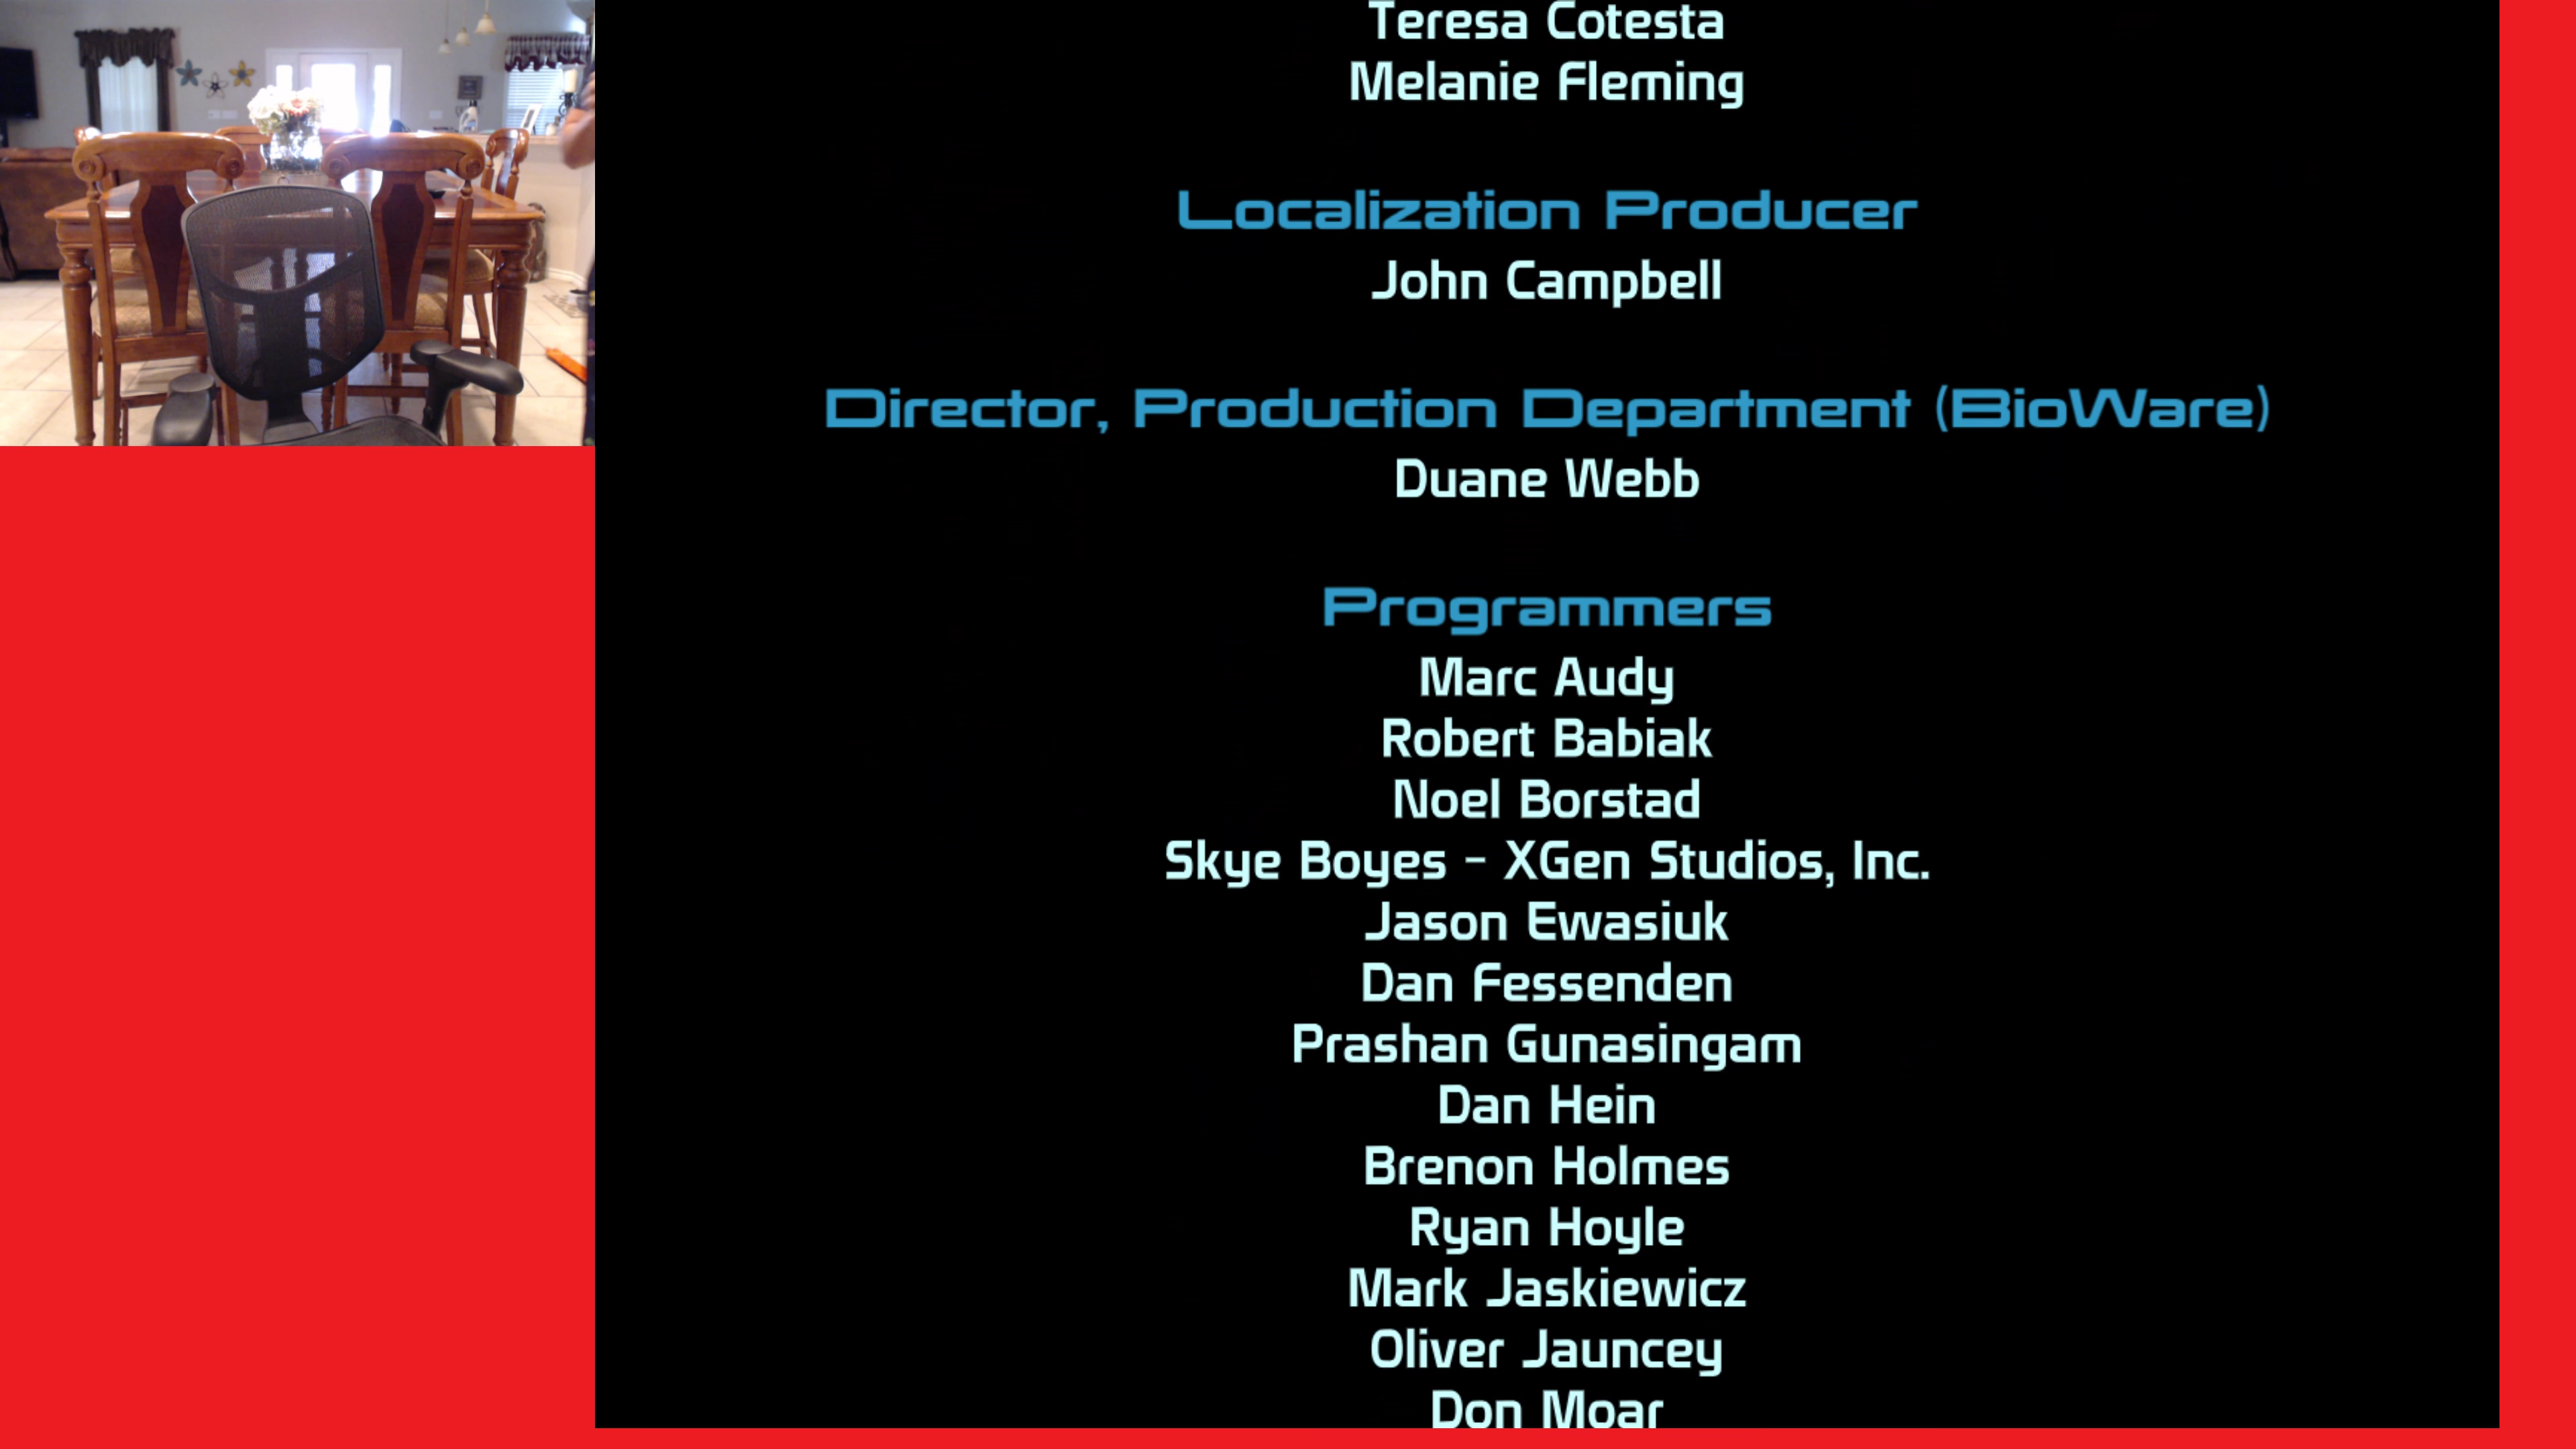 Teresa Cotesta
Melanie Fleming
Localization Producer
John Campbell
Director, Production Department (BioWare)
Duane Webb
Programmers
Marc Audy
Robert Babiak
Noel Borstad
Skye Boyes - XGen Studios, Inc.
Jason Ewasiuk
Dan Fessenden
Prashan Gunasingam
Dan Hein
Brenon Holmes
Ryan Hoyle
Mark Jaskiewicz
Oliver Jauncey
Don Moar